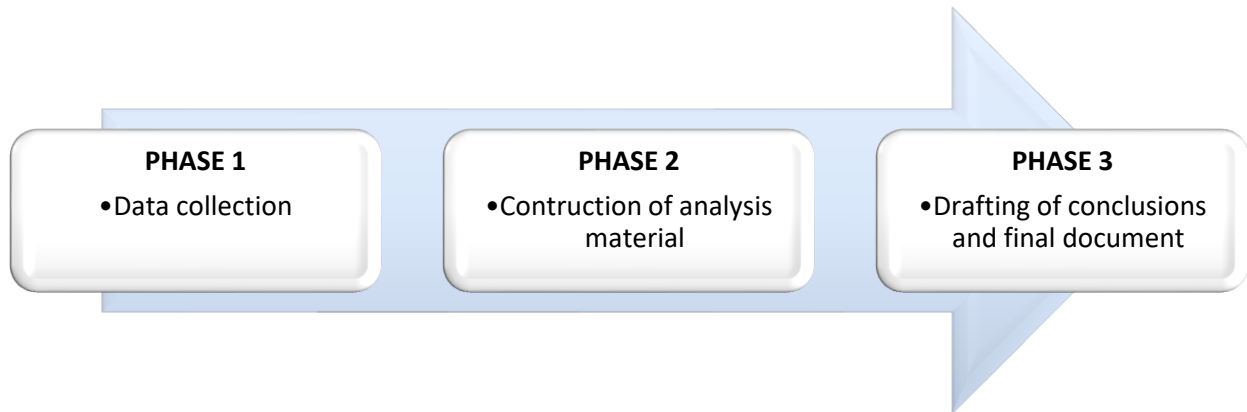 PHASE 1
•Data collection
PHASE 2
•Contruction of analysis
material
PHASE 3
•Drafting of conclusions
and final document